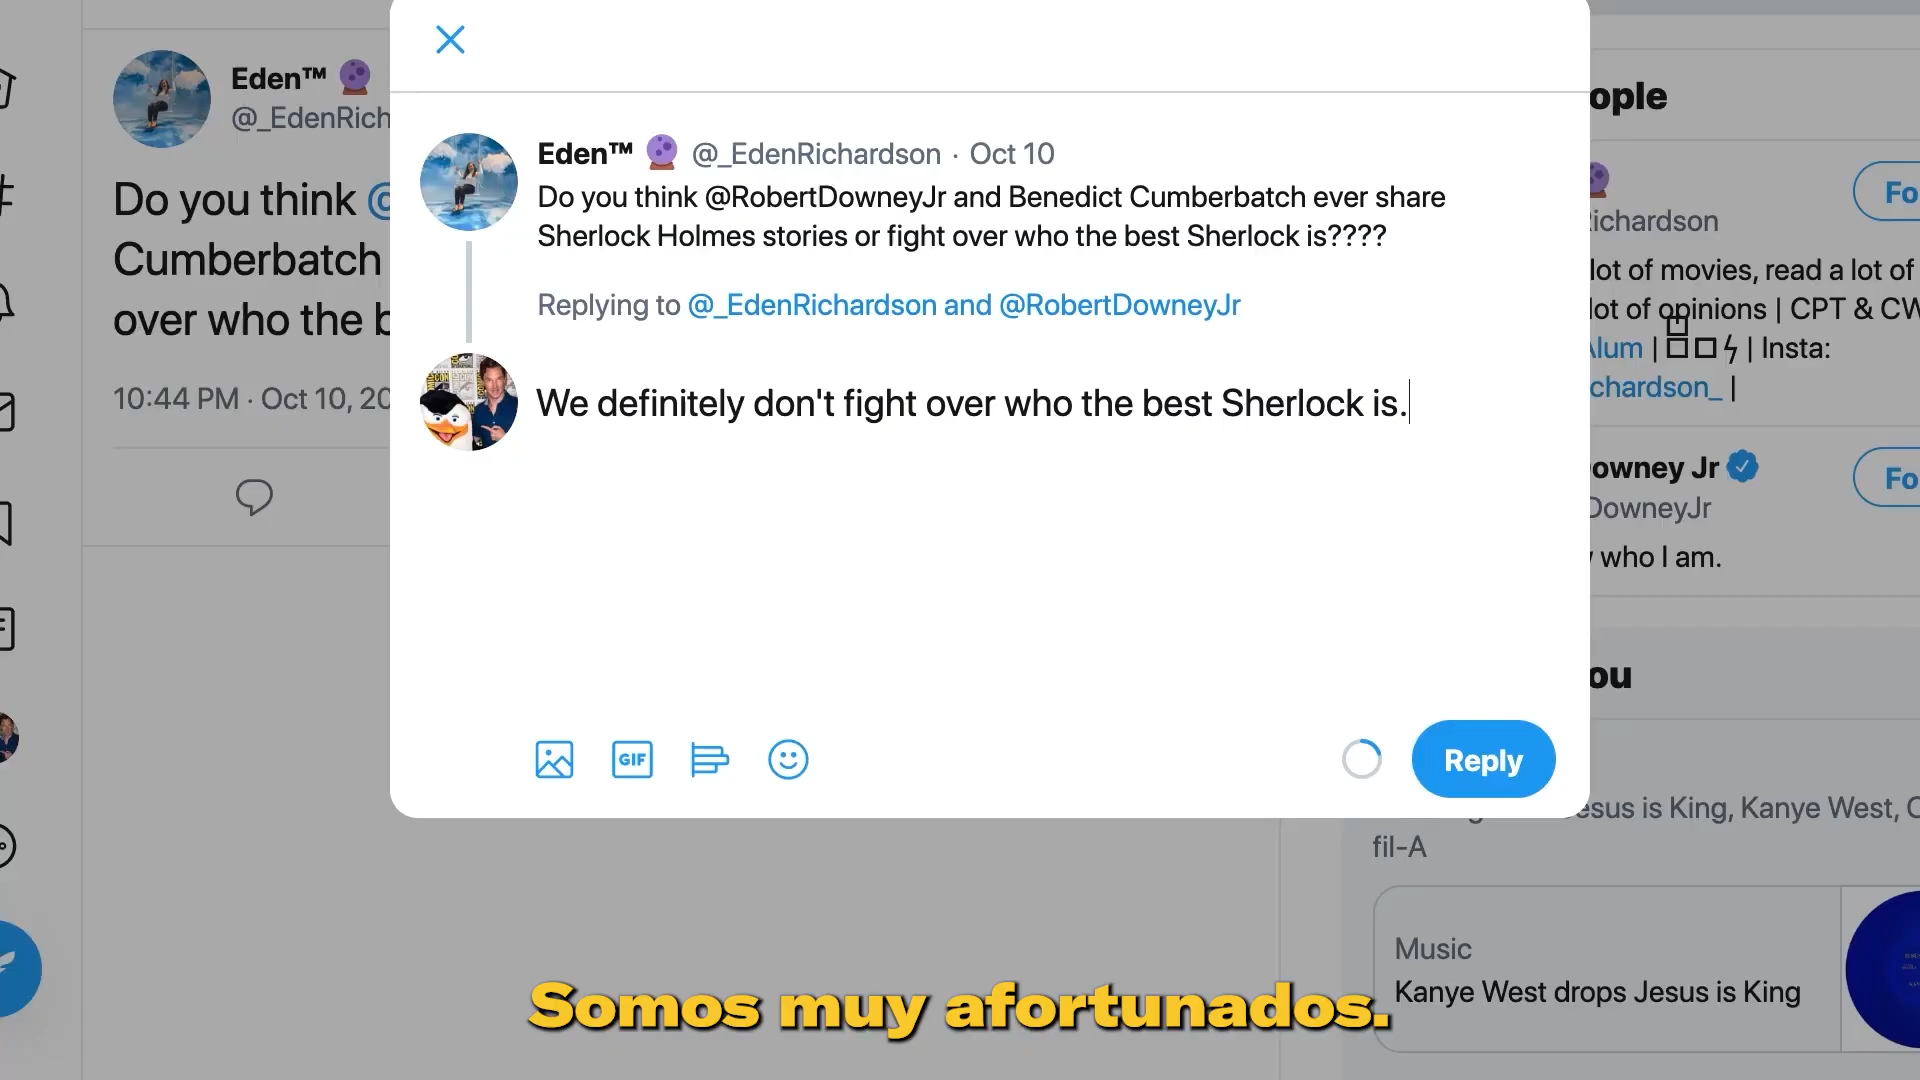 Eden™
@_EdenRich
Do you think @
Cumberbatch
over who the b
10:44 PM · Oct 10, 20
Eden™ @_EdenRichardson · Oct 10
Do you think @RobertDowneyJr and Benedict Cumberbatch ever share
Sherlock Holmes stories or fight over who the best Sherlock is????
Replying to @_EdenRichardson and @RobertDowneyJr
We definitely don't fight over who the best Sherlock is.
GIF
Reply
ople
Fo
ichardson
lot of movies, read a lot of
lot of opinions | CPT & CW
Alum | | Insta:
chardson_ |
owney Jr
Fo
DowneyJr
who I am.
ou
esus is King, Kanye West, C
fil-A
Music
Kanye West drops Jesus is King
Somos muy afortunados.